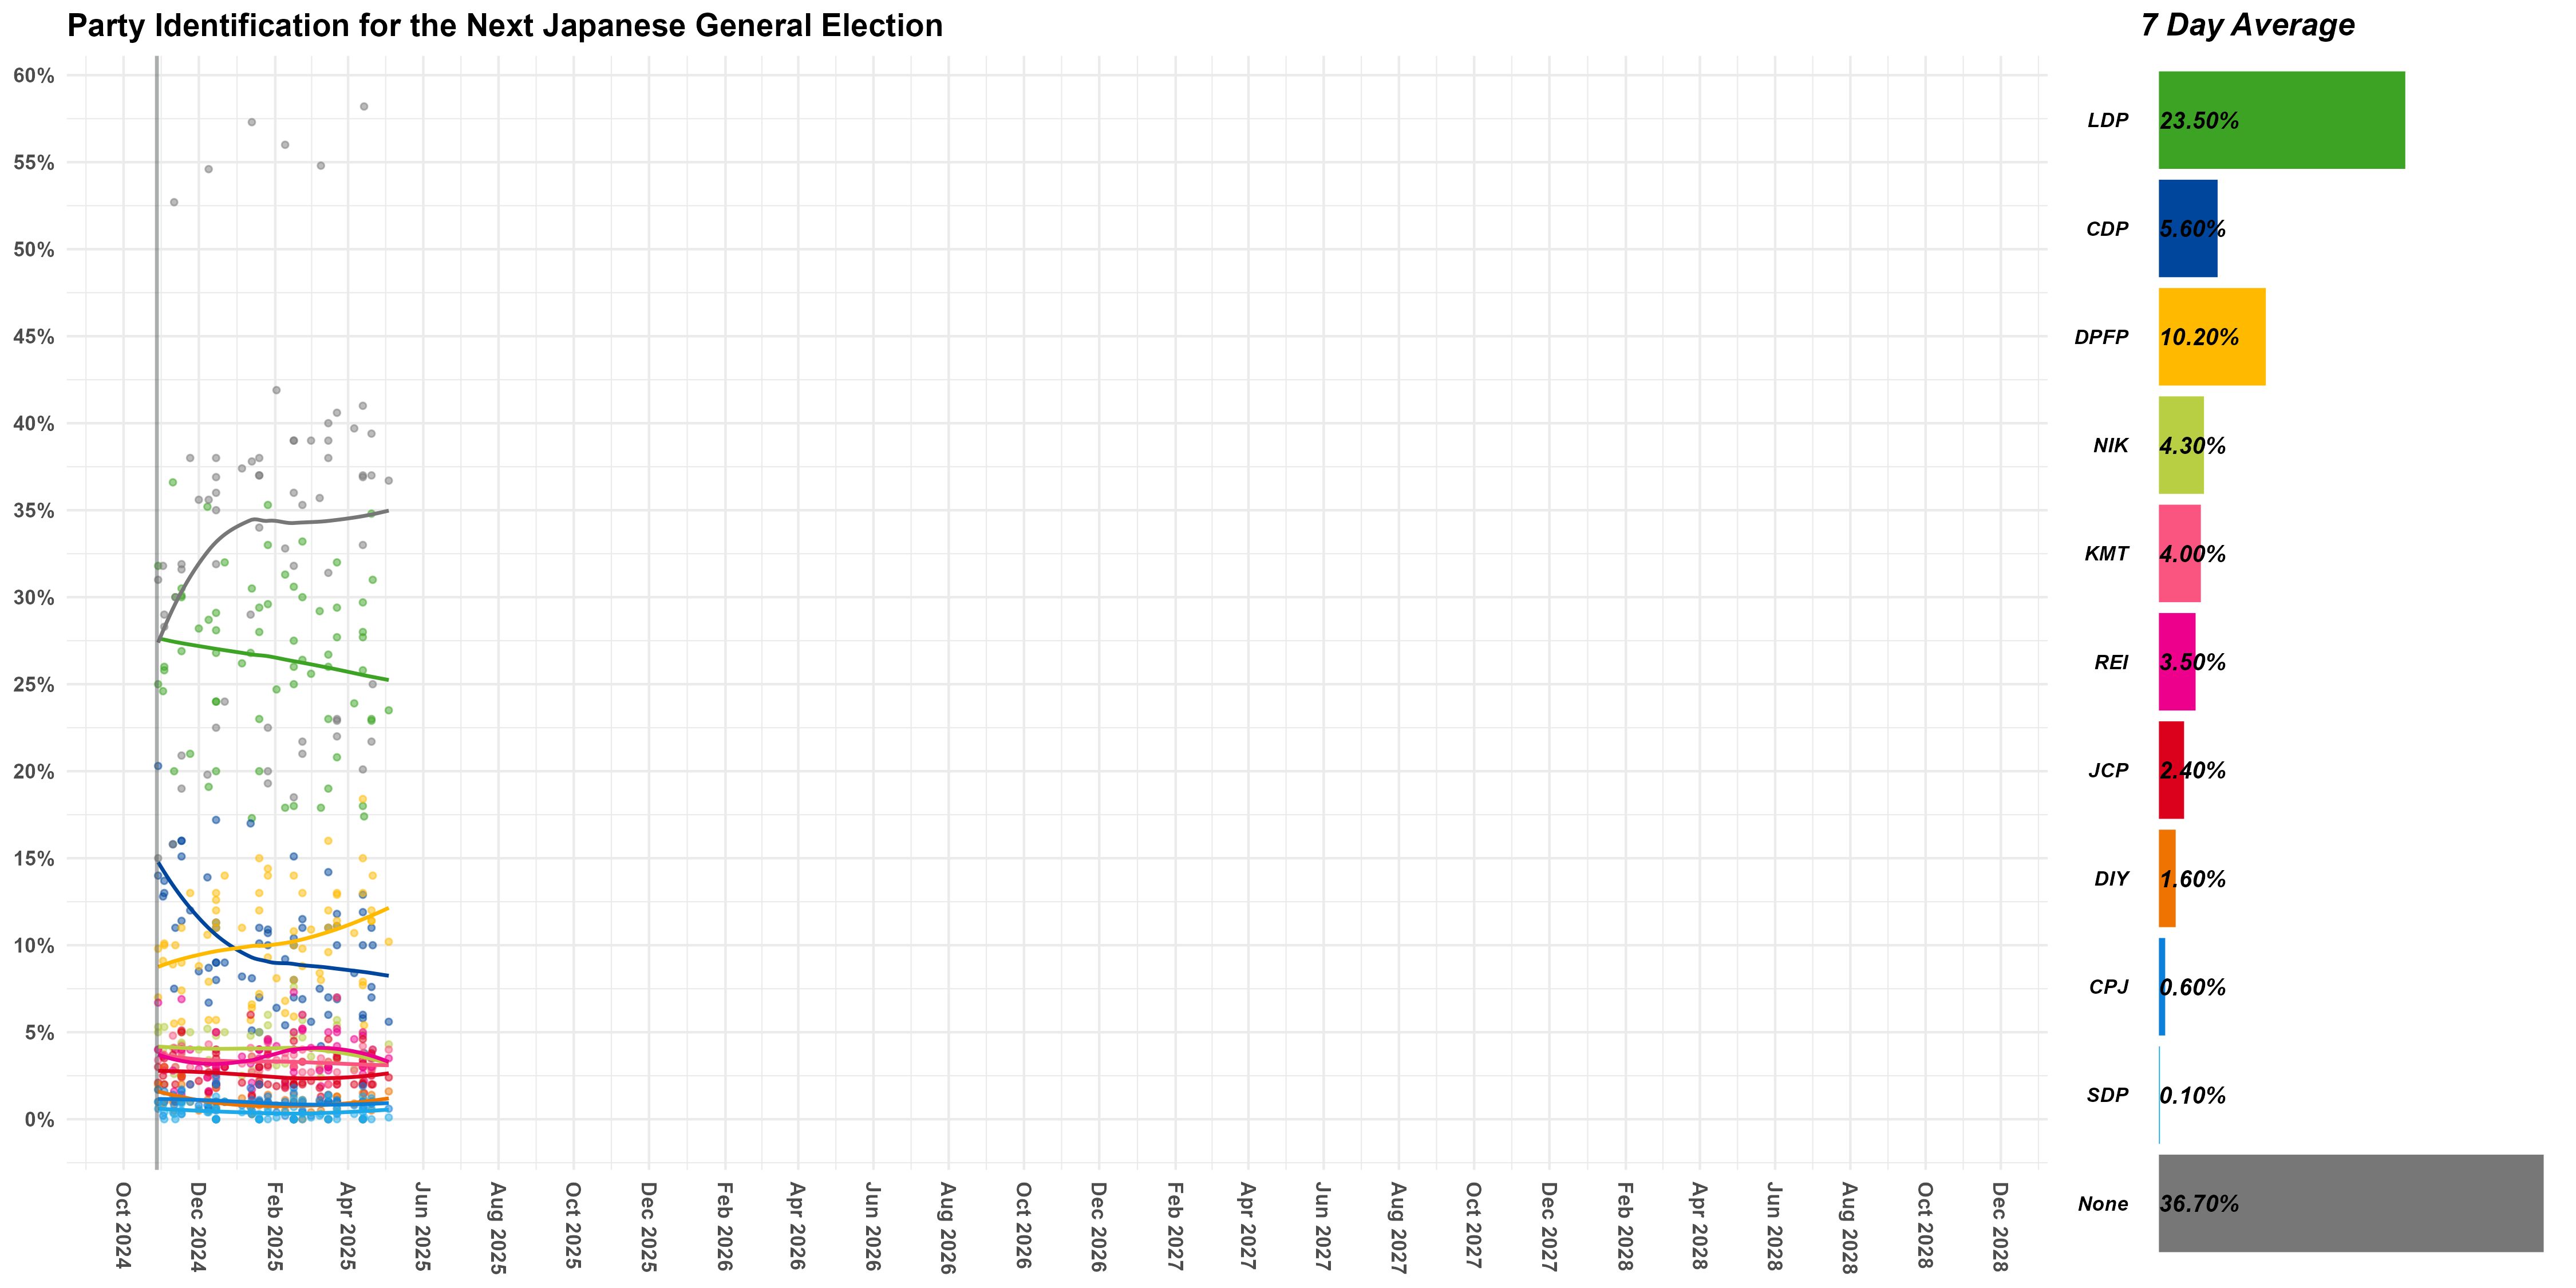 Party Identification for the Next Japanese General Election
7 Day Average
60%
55%
50%
45%
40%
35%
30%
25%
20%
15%
10%
5%
0%
Oct 2024
Dec 2024
Feb 2025
Apr 2025
Jun 2025
Aug 2025
Oct 2025
Dec 2025
Feb 2026
Apr 2026
Jun 2026
Aug 2026
Oct 2026
Dec 2026
Feb 2027
Apr 2027
Jun 2027
Aug 2027
Oct 2027
Dec 2027
Feb 2028
Apr 2028
Jun 2028
Aug 2028
Oct 2028
Dec 2028
LDP 23.50%
CDP 5.60%
DPFP 10.20%
NIK 4.30%
KMT 4.00%
REI 3.50%
JCP 2.40%
DIY 1.60%
CPJ 0.60%
SDP 0.10%
None 36.70%